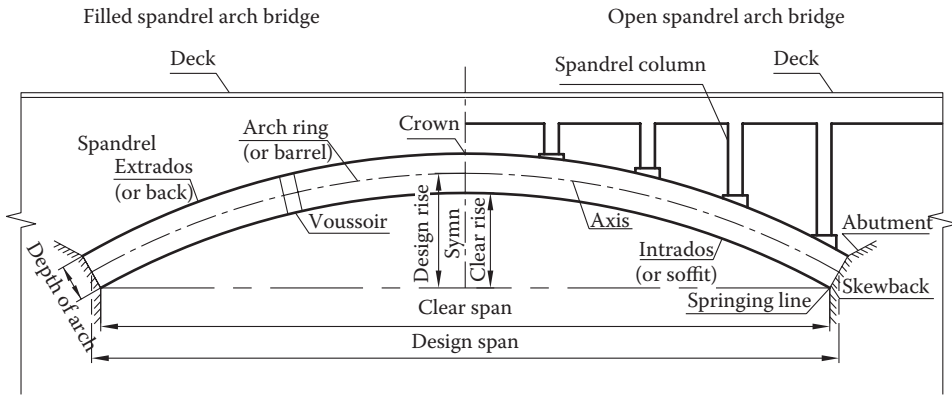 Filled spandrel arch bridge
Open spandrel arch bridge
Deck
Spandrel column
Deck
Spandrel
Extrados
(or back)
Arch ring
(or barrel)
Crown
Voussoir
Design rise
Symn
Clear rise
Axis
Intrados
(or soffit)
Abutment
Skewback
Springing line
Depth of arch
Clear span
Design span